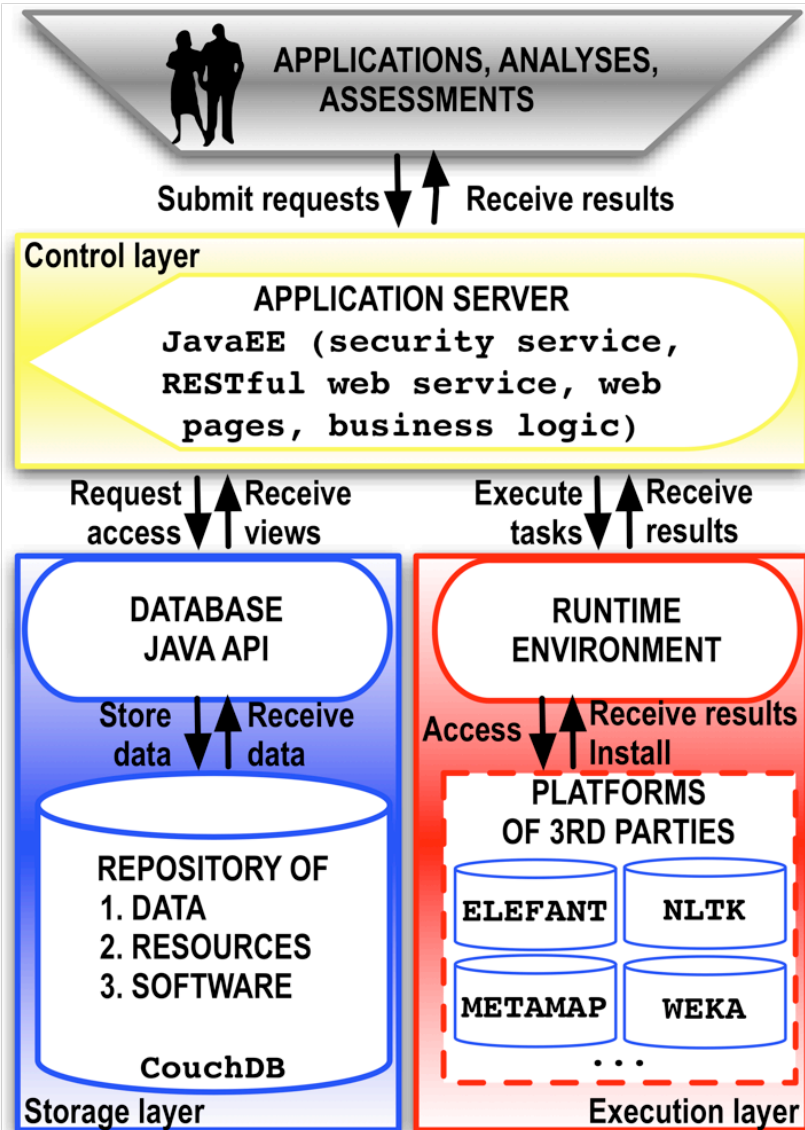 APPLICATIONS, ANALYSES,
ASSESSMENTS
Submit requests
Receive results
Control layer
APPLICATION SERVER
JavaEE (security service,
RESTful web service, web
pages, business logic)
Request
access
Receive
views
Execute
tasks
Receive
results
DATABASE
JAVA API
RUNTIME
ENVIRONMENT
Store
data
Receive
data
Access
Receive results
Install
REPOSITORY OF
1. DATA
2. RESOURCES
3. SOFTWARE
CouchDB
Storage layer
PLATFORMS
OF 3RD PARTIES
ELEFANT
NLTK
METAMAP
WEKA
...
Execution layer